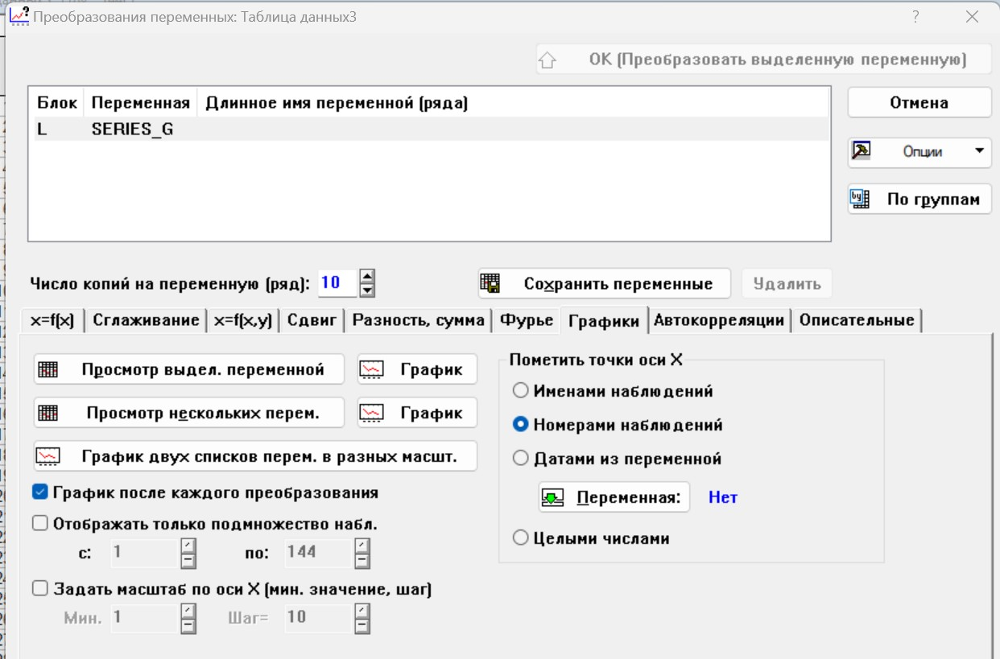 Преобразования переменных: Таблица данных3
?
OK (Преобразовать выделенную переменную)
Блок Переменная Длинное имя переменной (ряда)
L SERIES_G
Отмена
Опции
По группам
Число копий на переменную (ряд): 10 Сохранить переменные Удалить
x=f(x) Сглаживание x=f(x,y) Сдвиг Разность, сумма Фурье Графики Автокорреляции Описательные
Просмотр выдел. переменной График
Просмотр нескольких перем. График
График двух списков перем. в разных масшт.
График после каждого преобразования
Отображать только подмножество набл.
с: 1 по: 144
Задать масштаб по оси X (мин. значение, шаг)
Мин. 1 Шаг= 10
Пометить точки оси X
Именами наблюдений
Номерами наблюдений
Датами из переменной
Переменная: Нет
Целыми числами